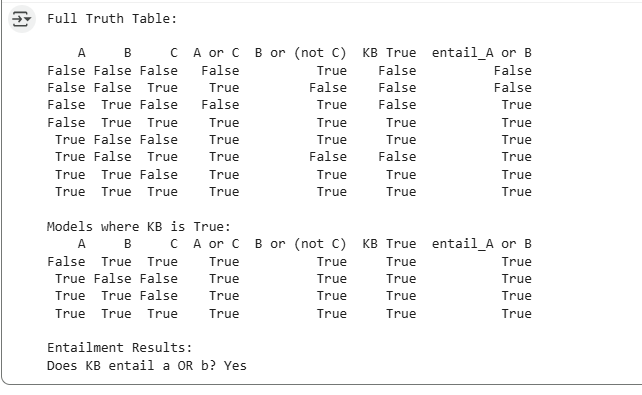 Full Truth Table:
A B C A or C B or (not C) KB True entail_A or B
False False False False True False False
False False True True False False False
False True False False True False True
False True True True True True True
True False False True True True True
True False True True False False True
True True False True True True True
True True True True True True True
Models where KB is True:
A B C A or C B or (not C) KB True entail_A or B
False True True True True True True
True False False True True True True
True True False True True True True
True True True True True True True
Entailment Results:
Does KB entail a OR b? Yes